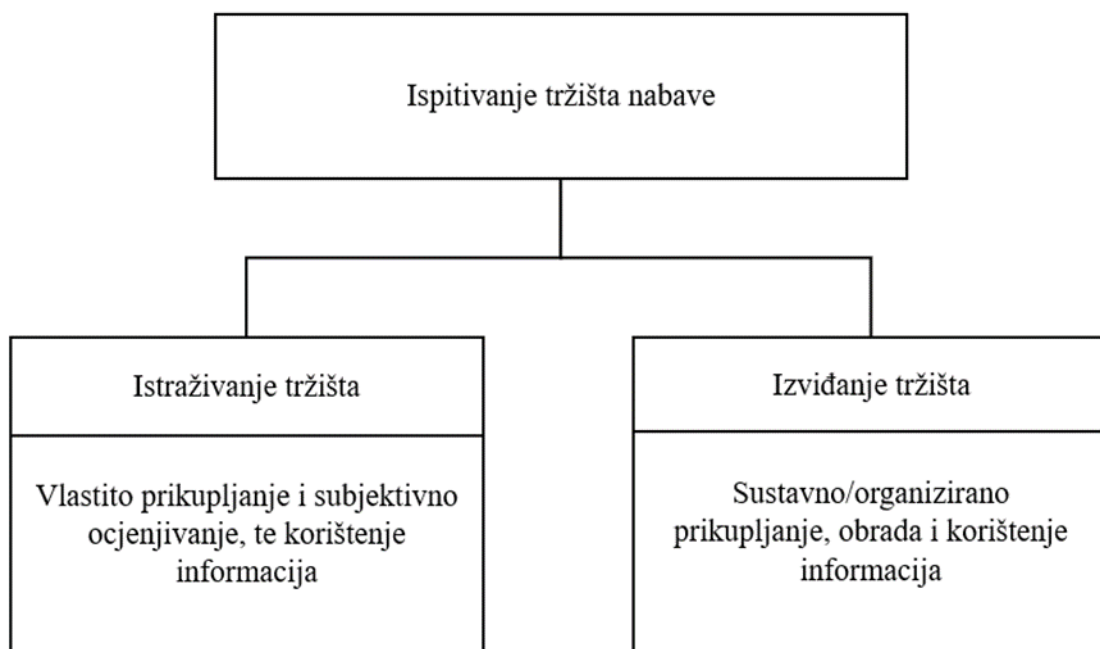 Ispitivanje tržišta nabave
Istraživanje tržišta
Vlastito prikupljanje i subjektivno
ocjenjivanje, te korištenje
informacija
Izviđanje tržišta
Sustavno/organizirano
prikupljanje, obrada i korištenje
informacija